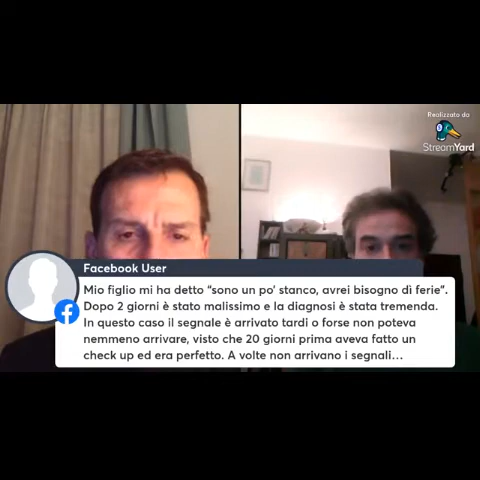 Realizzato da
StreamYard
Facebook User
Mio figlio mi ha detto “sono un po’ stanco, avrei bisogno di ferie”.
Dopo 2 giorni è stato malissimo e la diagnosi è stata tremenda.
In questo caso il segnale è arrivato tardi o forse non poteva
nemmeno arrivare, visto che 20 giorni prima aveva fatto un
check up ed era perfetto. A volte non arrivano i segnali…